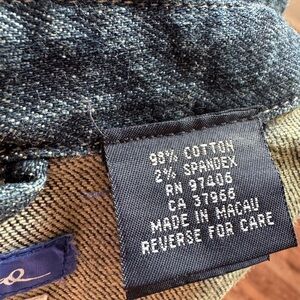 98% COTTON
2% SPANDEX
RN 97406
CA 37966
MADE IN MACAU
REVERSE FOR CARE